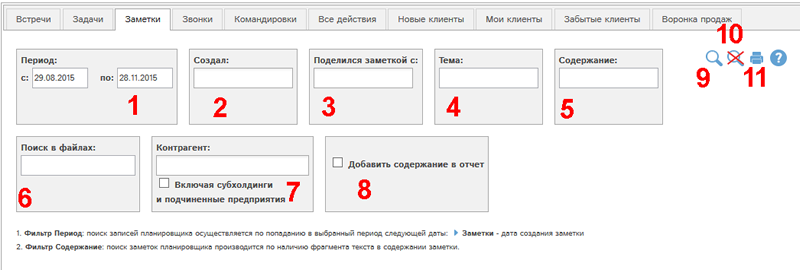 Встречи Задачи Заметки Звонки Командировки Все действия Новые клиенты Мои клиенты Забытые клиенты Воронка продаж
10
Период: Создал: Поделился заметкой с: Тема: Содержание:
с: 29.08.2015 по: 28.11.2015
9 11
1 2 3 4 5
Поиск в файлах: Контрагент:
Добавить содержание в отчет
Включая субхолдинги
и подчиненные предприятия
6 7 8
1. Фильтр Период: поиск записей планировщика осуществляется по попаданию в выбранный период следующей даты: Заметки - дата создания заметки
2. Фильтр Содержание: поиск заметок планировщика производится по наличию фрагмента текста в содержании заметки.